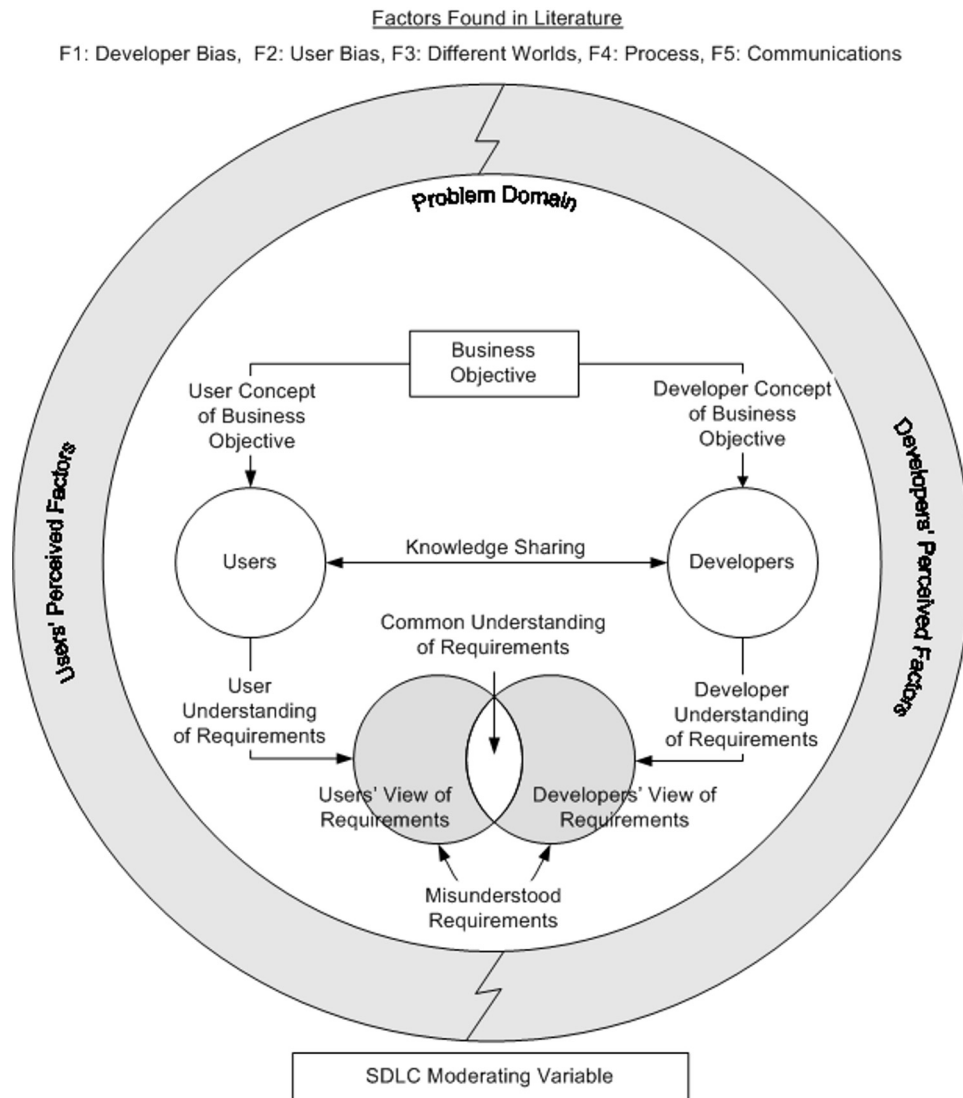 Factors Found in Literature
F1: Developer Bias, F2: User Bias, F3: Different Worlds, F4: Process, F5: Communications
Problem Domain
Business
Objective
User Concept
of Business
Objective
Developer Concept
of Business
Objective
Users' Perceived Factors
Developers' Perceived Factors
Users
Knowledge Sharing
Developers
Common Understanding
of Requirements
User
Understanding
of Requirements
Developer
Understanding
of Requirements
Users' View of
Requirements
Developers' View of
Requirements
Misunderstood
Requirements
SDLC Moderating Variable